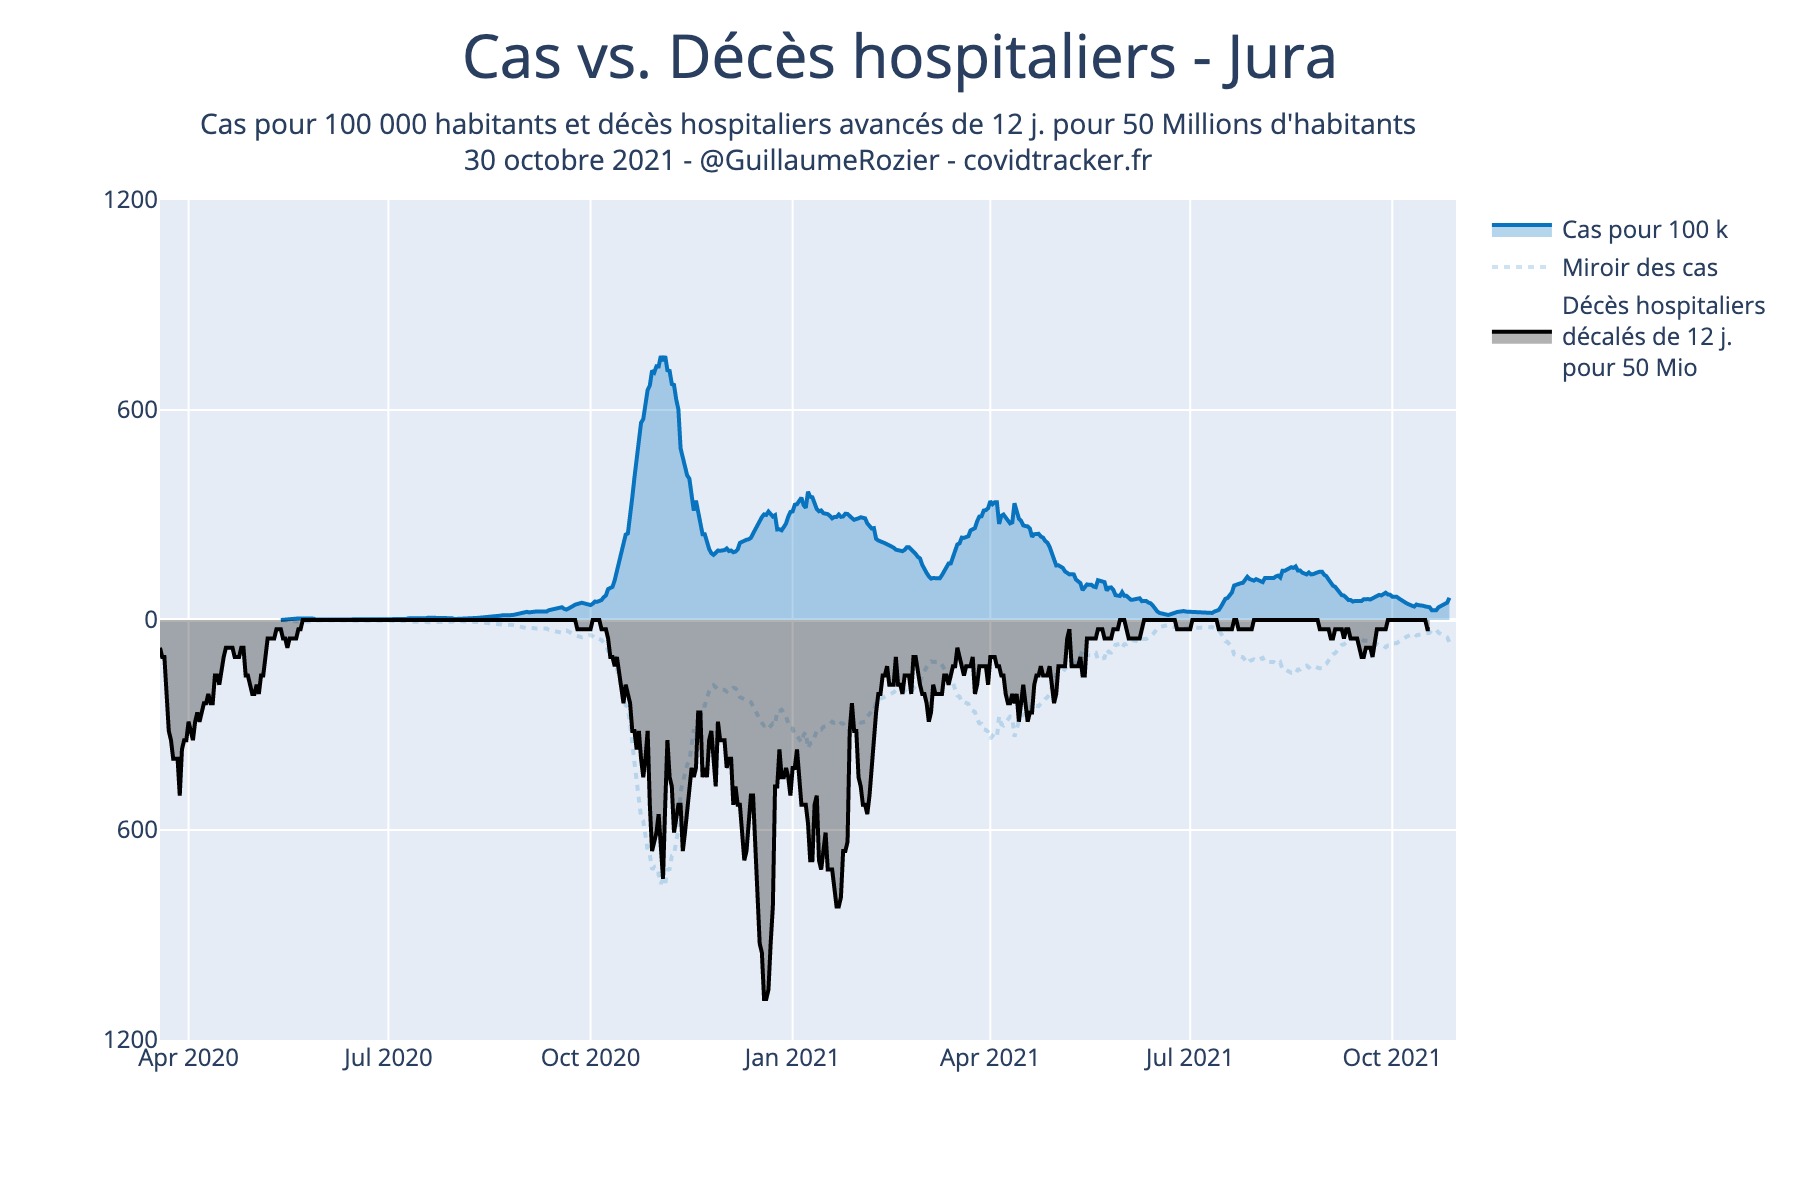 Cas vs. Décès hospitaliers - Jura
Cas pour 100 000 habitants et décès hospitaliers avancés de 12 j. pour 50 Millions d'habitants
30 octobre 2021 - @GuillaumeRozier - covidtracker.fr
1200
600
0
600
1200
Apr 2020
Jul 2020
Oct 2020
Jan 2021
Apr 2021
Jul 2021
Oct 2021
Cas pour 100 k
Miroir des cas
Décès hospitaliers
décalés de 12 j.
pour 50 Mio